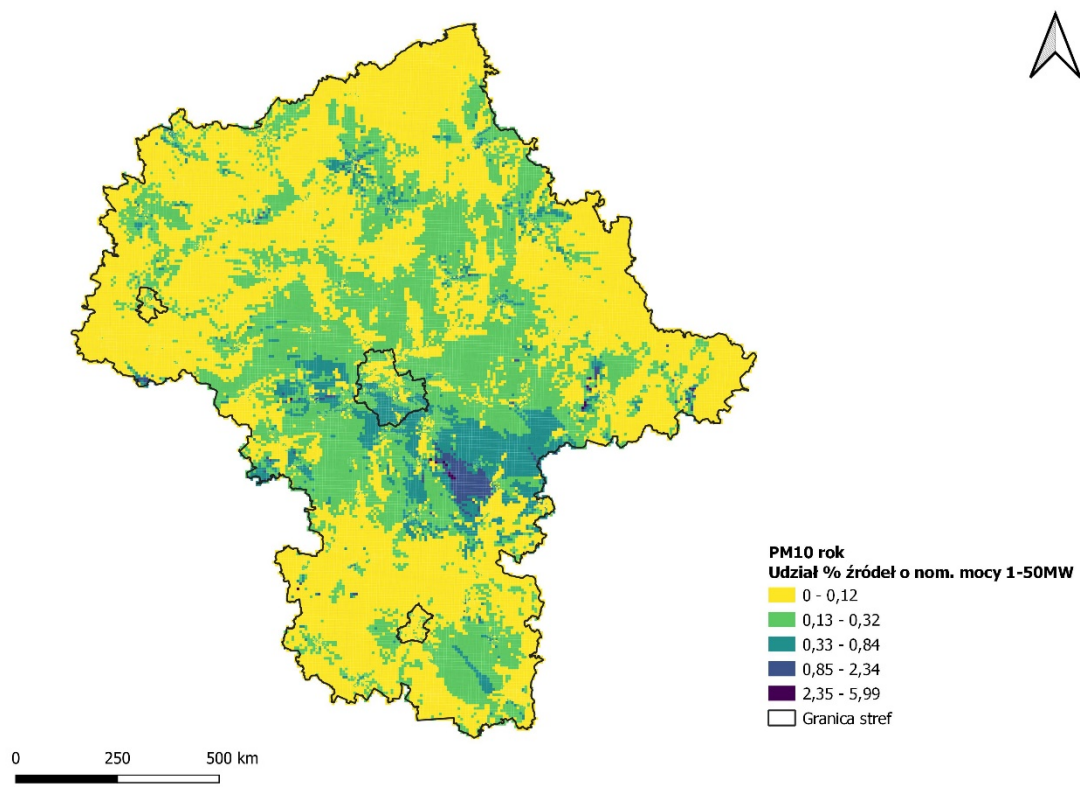 PM10 rok
Udział % źródeł o nom. mocy 1-50MW
0 - 0,12
0,13 - 0,32
0,33 - 0,84
0,85 - 2,34
2,35 - 5,99
Granica stref
0 250 500 km